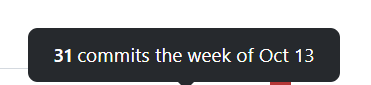 31 commits the week of Oct 13